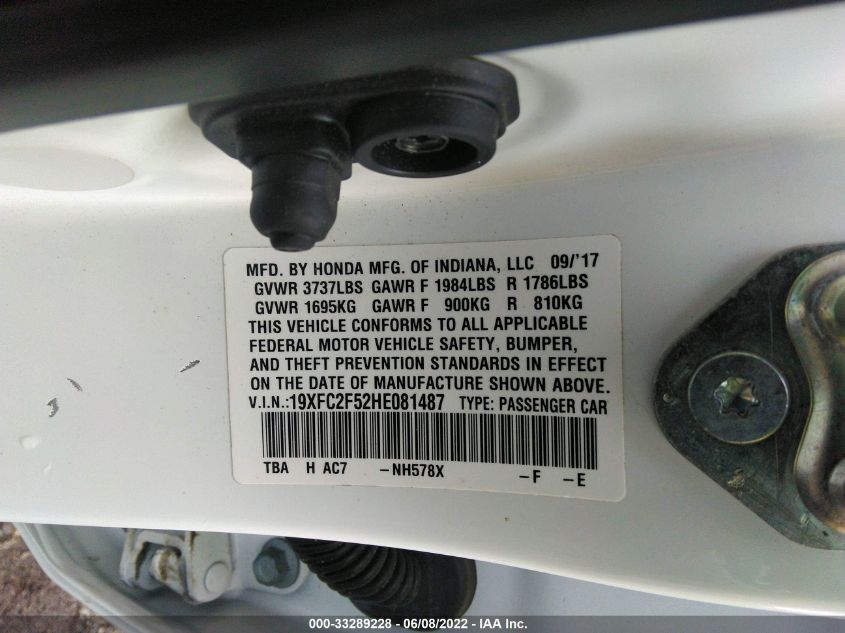 MFD. BY HONDA MFG. OF INDIANA, LLC 09/'17
GVWR 3737LBS GAWR F 1984LBS R 1786LBS
GVWR 1695KG GAWR F 900KG R 810KG
THIS VEHICLE CONFORMS TO ALL APPLICABLE
FEDERAL MOTOR VEHICLE SAFETY, BUMPER,
AND THEFT PREVENTION STANDARDS IN EFFECT
ON THE DATE OF MANUFACTURE SHOWN ABOVE.
V.I.N.:19XFC2F52HE081487 TYPE: PASSENGER CAR
TBA H AC7 -NH578X -F -E
000-33289228 - 06/08/2022 - IAA Inc.